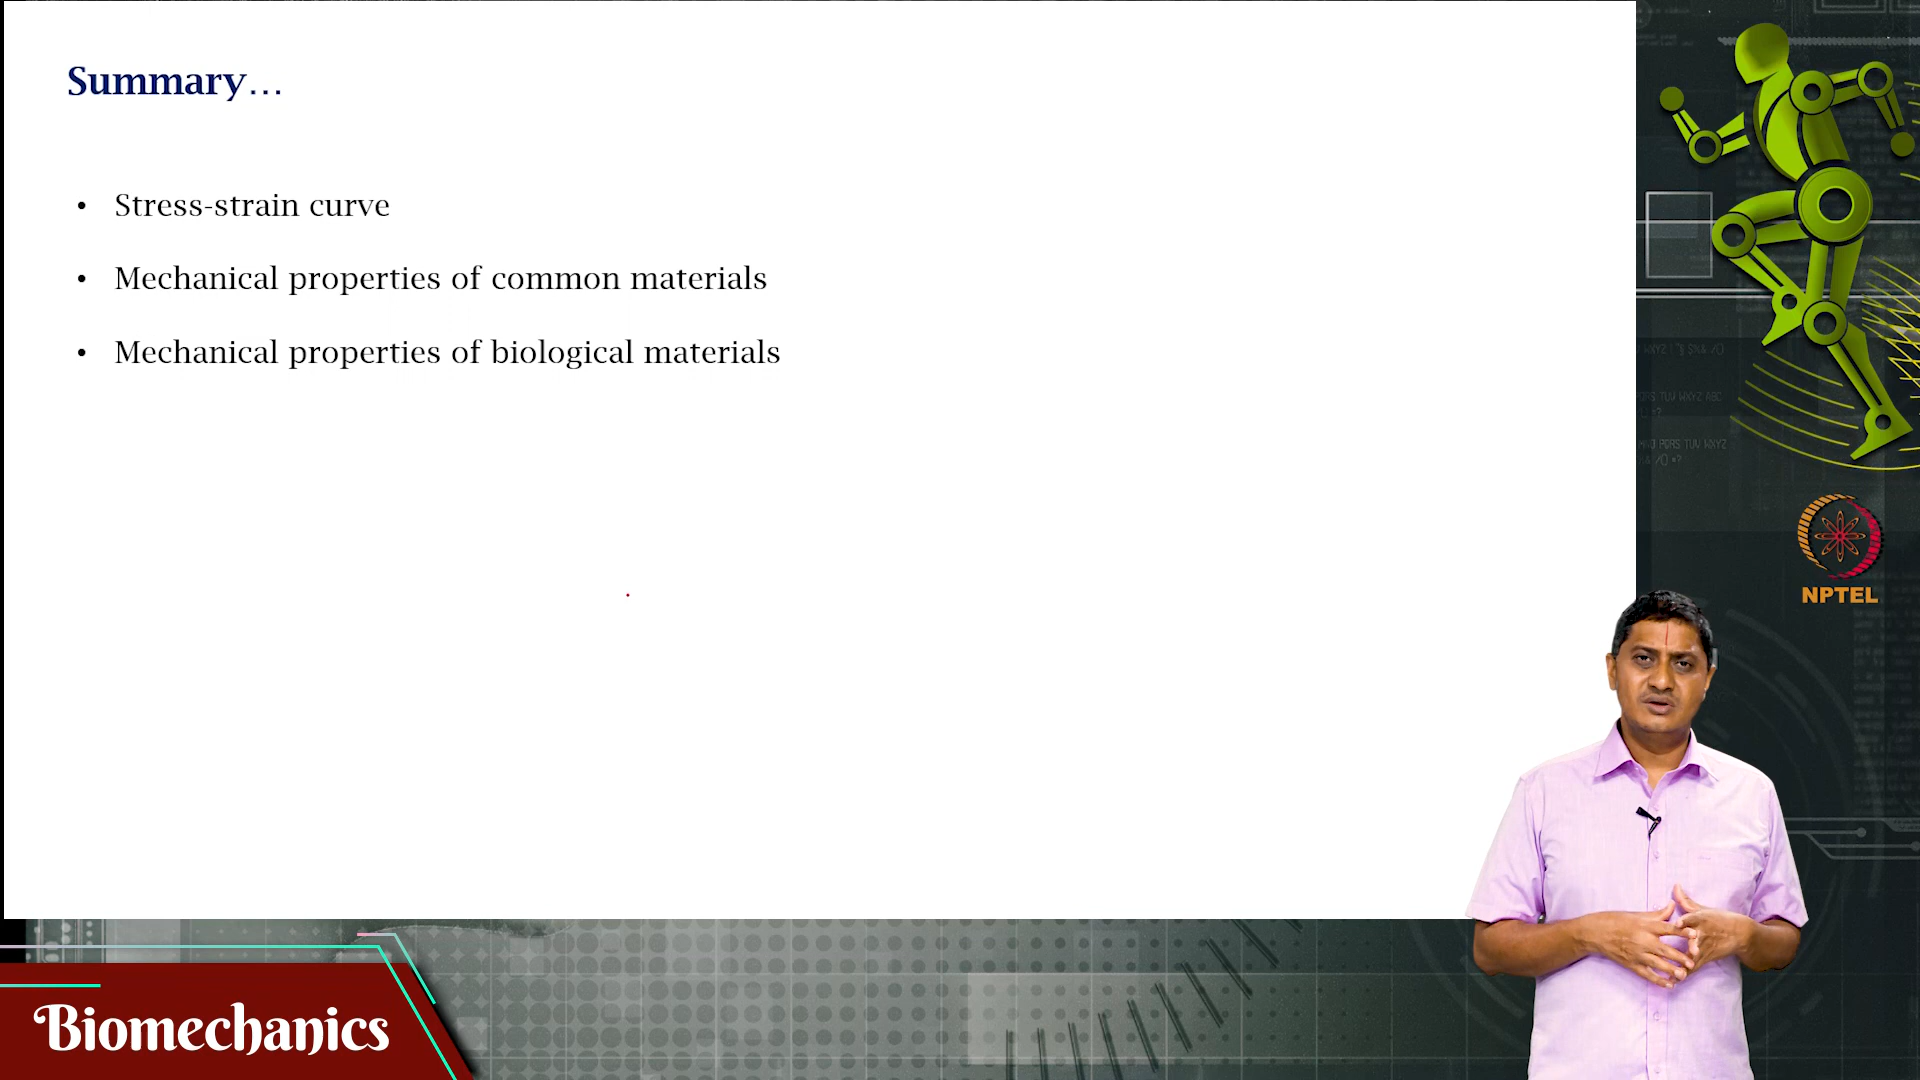 Summary...
• Stress-strain curve
• Mechanical properties of common materials
• Mechanical properties of biological materials
NPTEL
Biomechanics